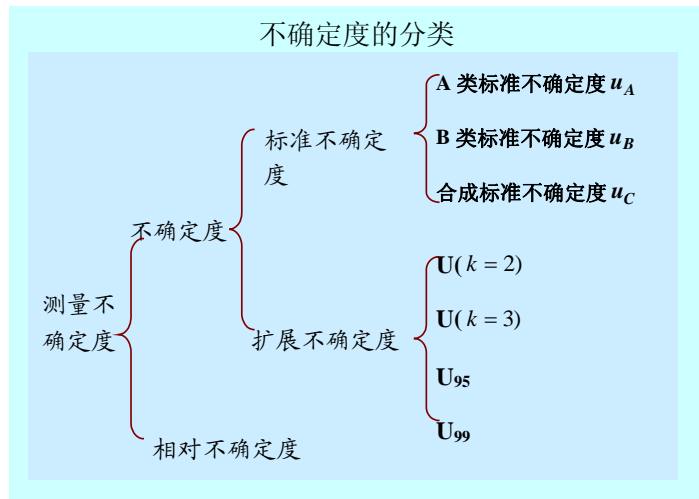 不确定度的分类
A 类标准不确定度 uA
标准不确定
度
B 类标准不确定度 uB
合成标准不确定度 uC
不确定度
U( k = 2)
测量不
确定度
U( k = 3)
扩展不确定度
U95
U99
相对不确定度